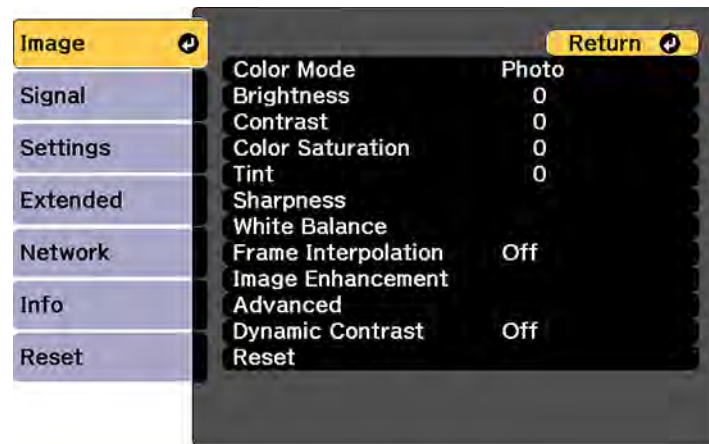 Image
Signal
Settings
Extended
Network
Info
Reset
Return
Color Mode Photo
Brightness 0
Contrast 0
Color Saturation 0
Tint 0
Sharpness
White Balance
Frame Interpolation Off
Image Enhancement
Advanced
Dynamic Contrast Off
Reset